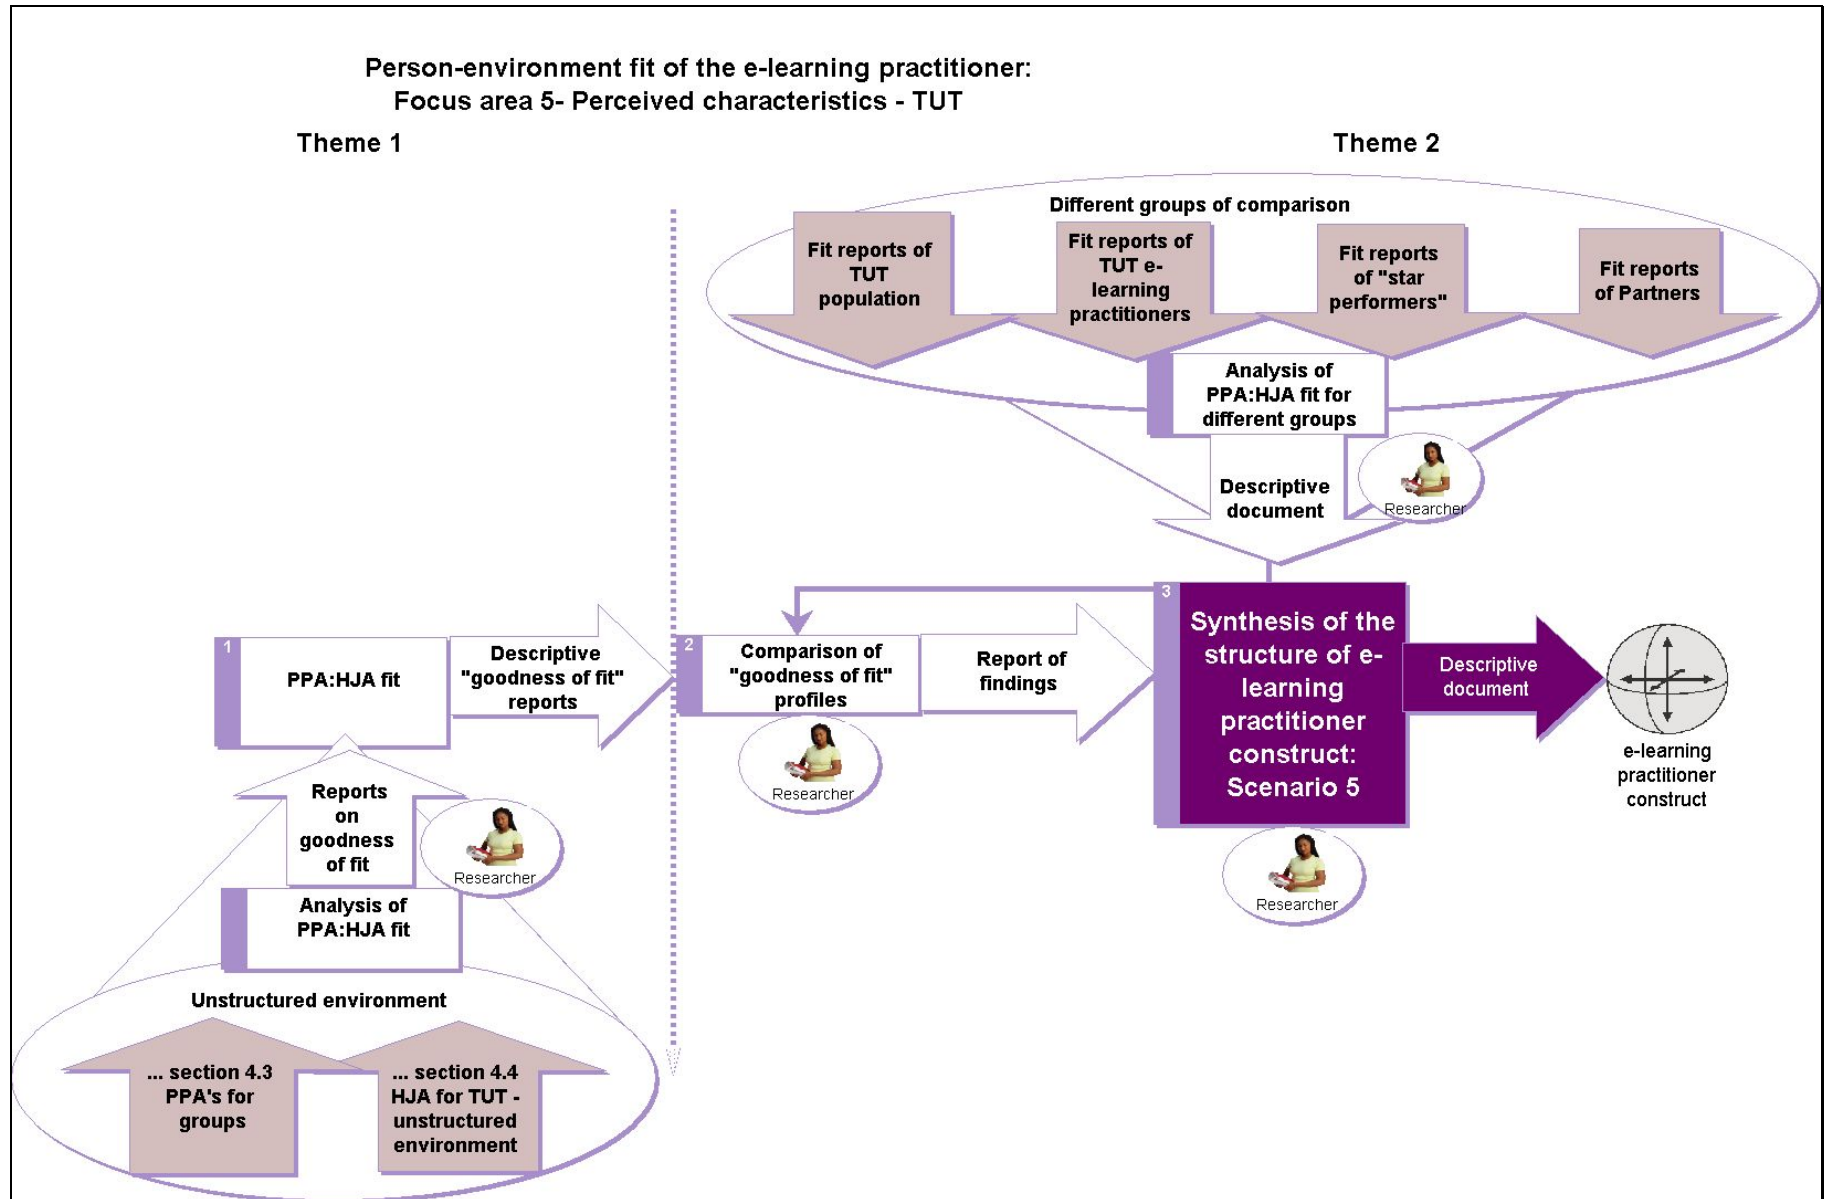 Person-environment fit of the e-learning practitioner:
Focus area 5- Perceived characteristics - TUT
Theme 1
Theme 2
Different groups of comparison
Fit reports of
TUT
population
Fit reports of
TUT e-
learning
practitioners
Fit reports
of "star
performers"
Fit reports
of Partners
Analysis of
PPA:HJA fit for
different groups
Descriptive
document
Researcher
1
PPA:HJA fit
Descriptive
"goodness of fit"
reports
2
Comparison of
"goodness of fit"
profiles
Researcher
Report of
findings
3
Synthesis of the
structure of e-
learning
practitioner
construct:
Scenario 5
Researcher
Descriptive
document
e-learning
practitioner
construct
Reports
on
goodness
of fit
Researcher
Analysis of
PPA:HJA fit
Unstructured environment
... section 4.3
PPA's for
groups
... section 4.4
HJA for TUT -
unstructured
environment